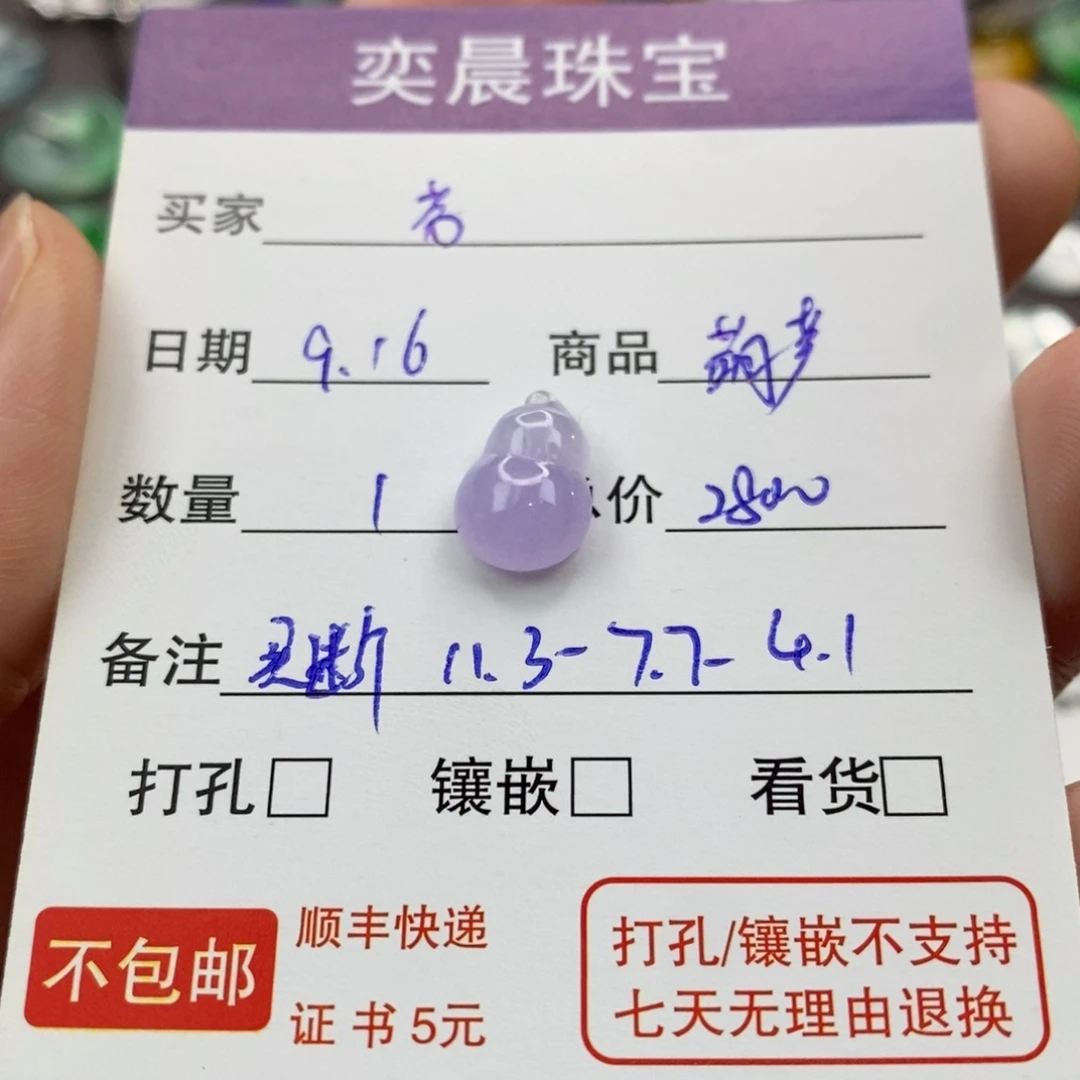 奕晨珠宝
买家 高
日期 9.16 商品 葫芦
数量 1 价 2800
备注 买断 11.3-7.7-4.1
打孔□ 镶嵌□ 看货□
不包邮
顺丰快递
证书5元
打孔/镶嵌不支持
七天无理由退换